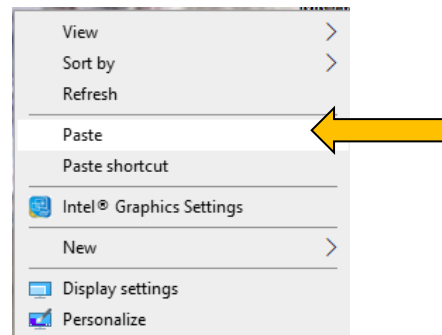 View
Sort by
Refresh
Paste
Paste shortcut
Intel® Graphics Settings
New
Display settings
Personalize